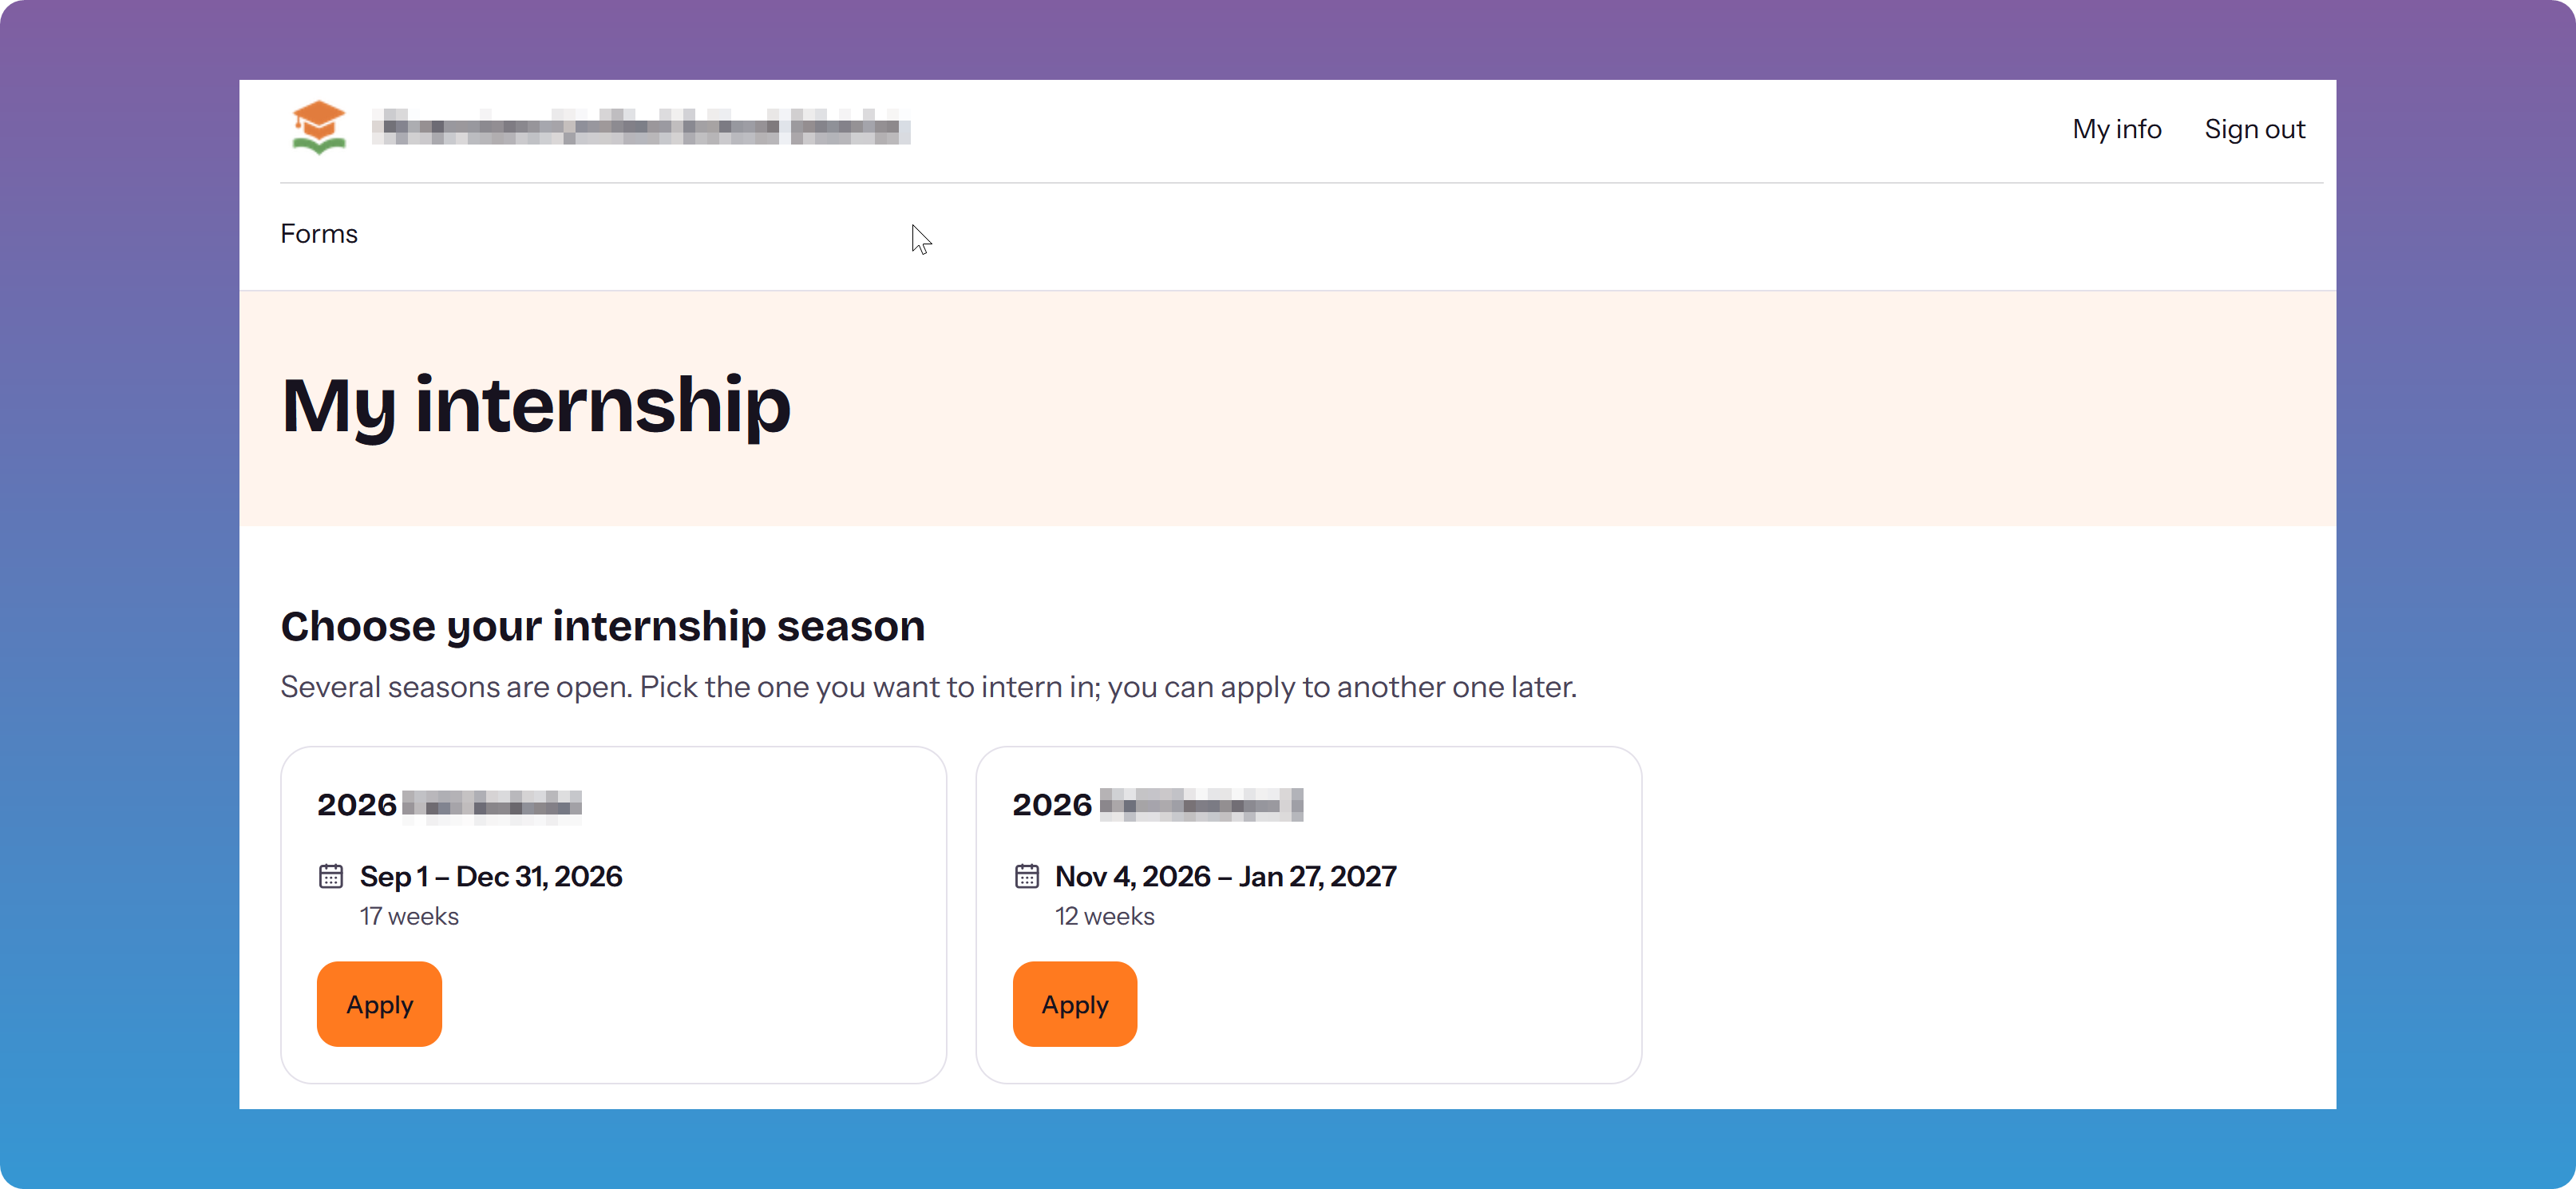 My info Sign out
Forms
My internship
Choose your internship season
Several seasons are open. Pick the one you want to intern in; you can apply to another one later.
2026
Sep 1 – Dec 31, 2026
17 weeks
Apply
2026
Nov 4, 2026 – Jan 27, 2027
12 weeks
Apply